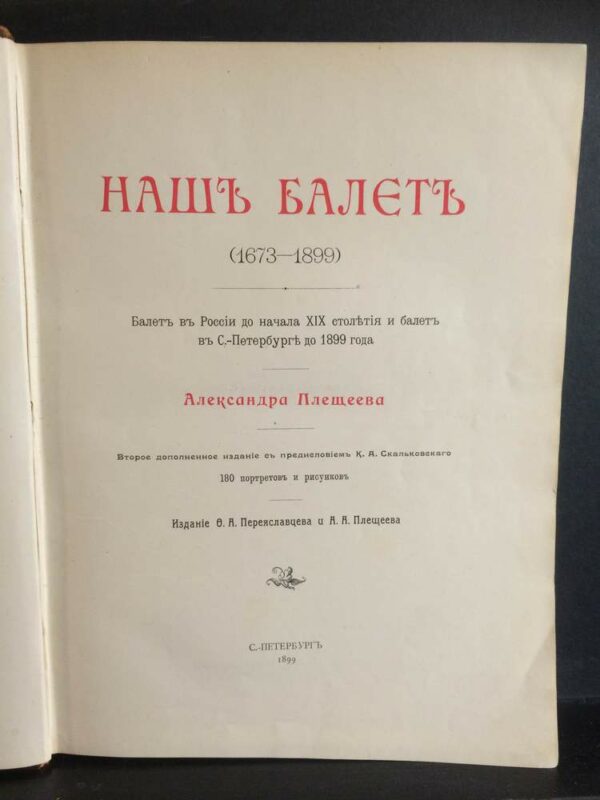 НАШЪ БАЛЕТЪ
(1673—1899)
Балетъ въ Россіи до начала XIX столѣтія и балетъ
въ С.-Петербургѣ до 1899 года
Александра Плещеева
Второе дополненное изданіе съ предисловіемъ К. А. Скальковскаго
180 портретовъ и рисунковъ
Изданіе Ѳ. А. Переяславцева и А. А. Плещеева
С.-ПЕТЕРБУРГЪ
1899